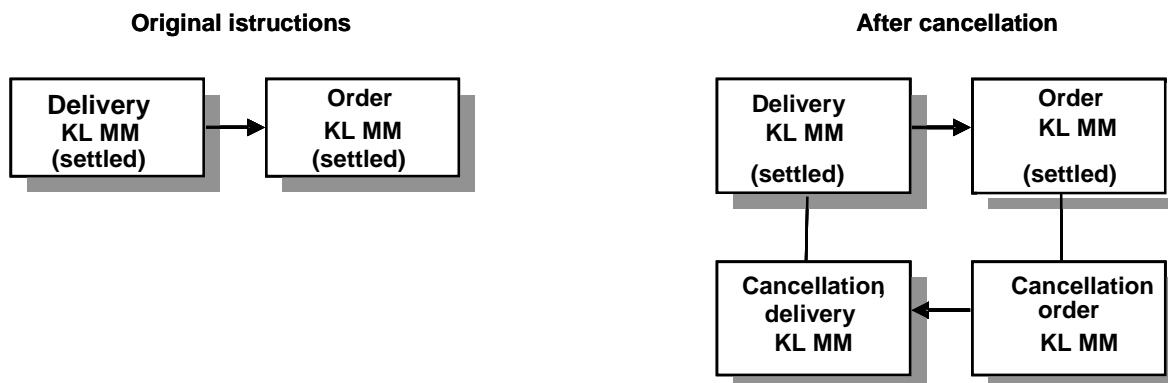 Original istructions
After cancellation
Delivery
KL MM
(settled)
Order
KL MM
(settled)
Delivery
KL MM
(settled)
Order
KL MM
(settled)
Cancellation,
delivery
KL MM
Cancellation
order
KL MM